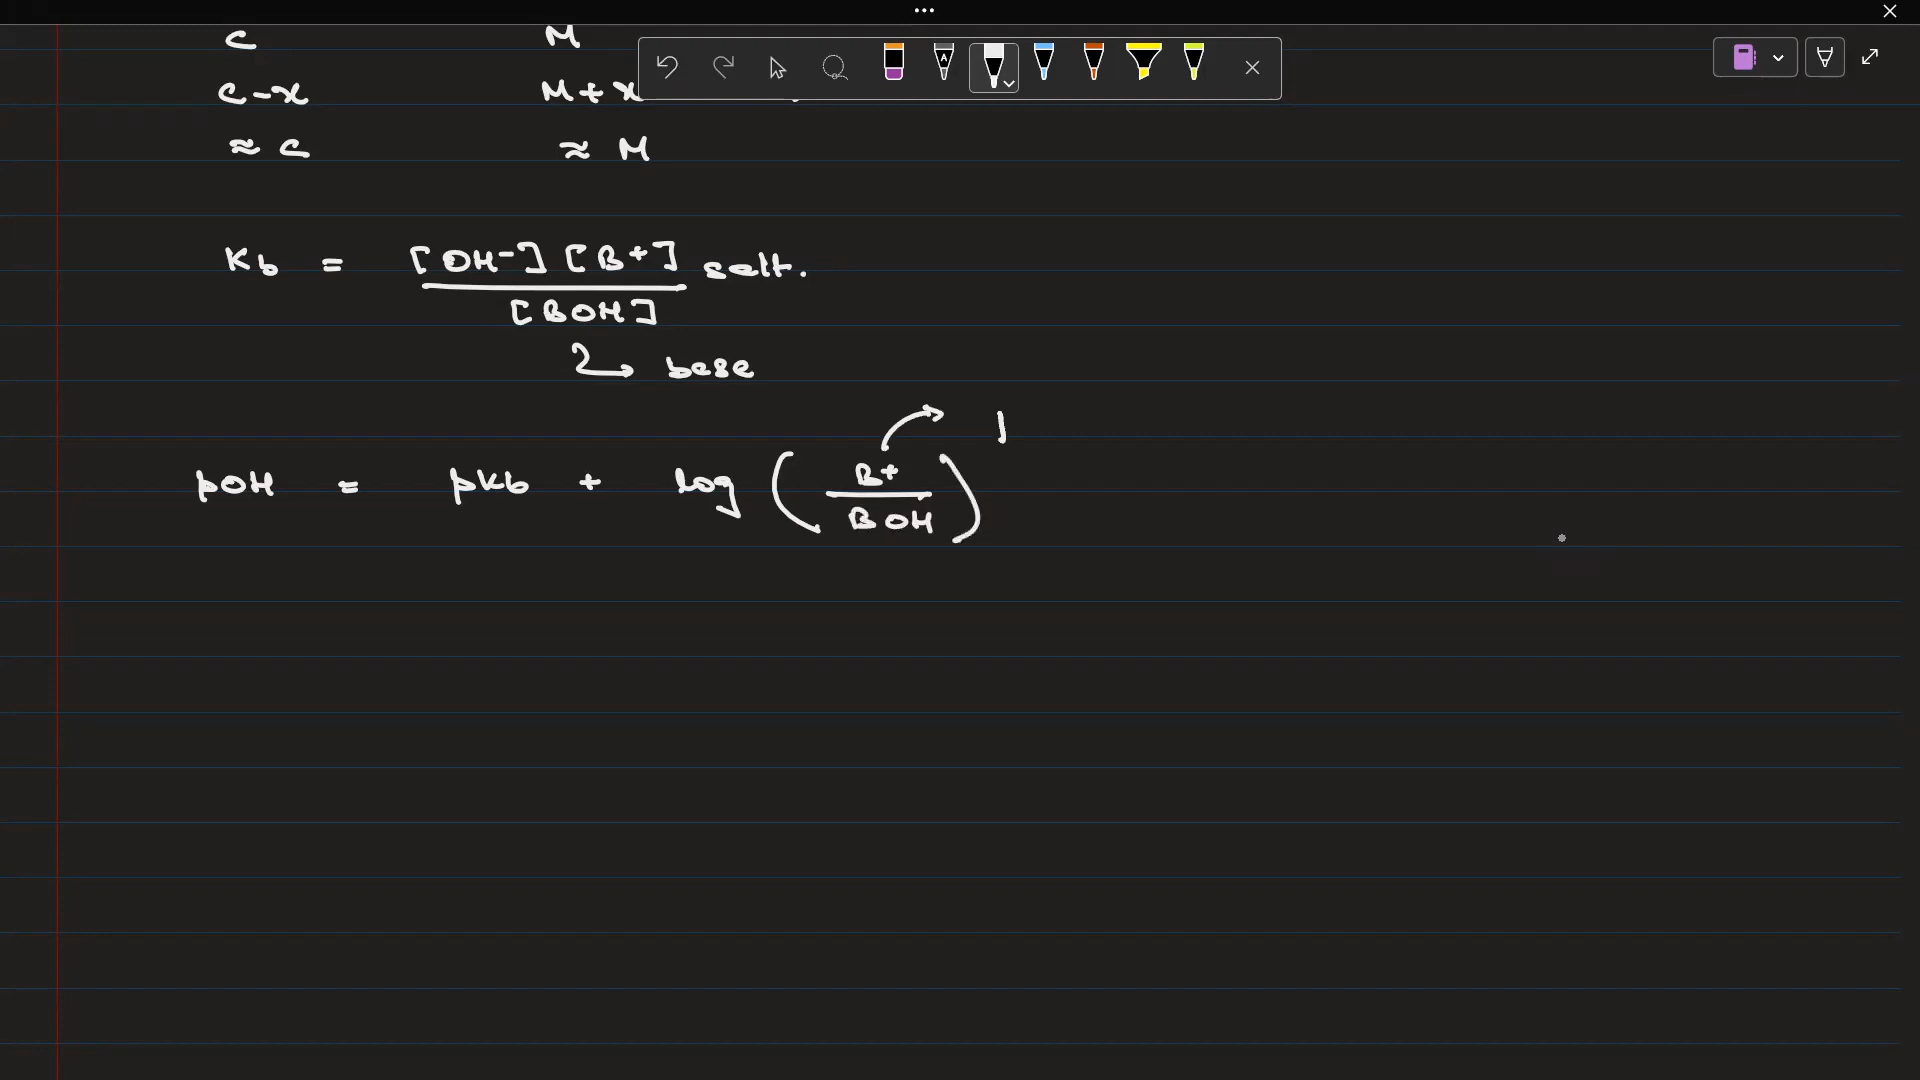 C M
C-x M+x
≈ C ≈ M
Kb = [OH-] [B+] salt.
[BOH]
base
pOH = pKb + log ( B+ / BOH )